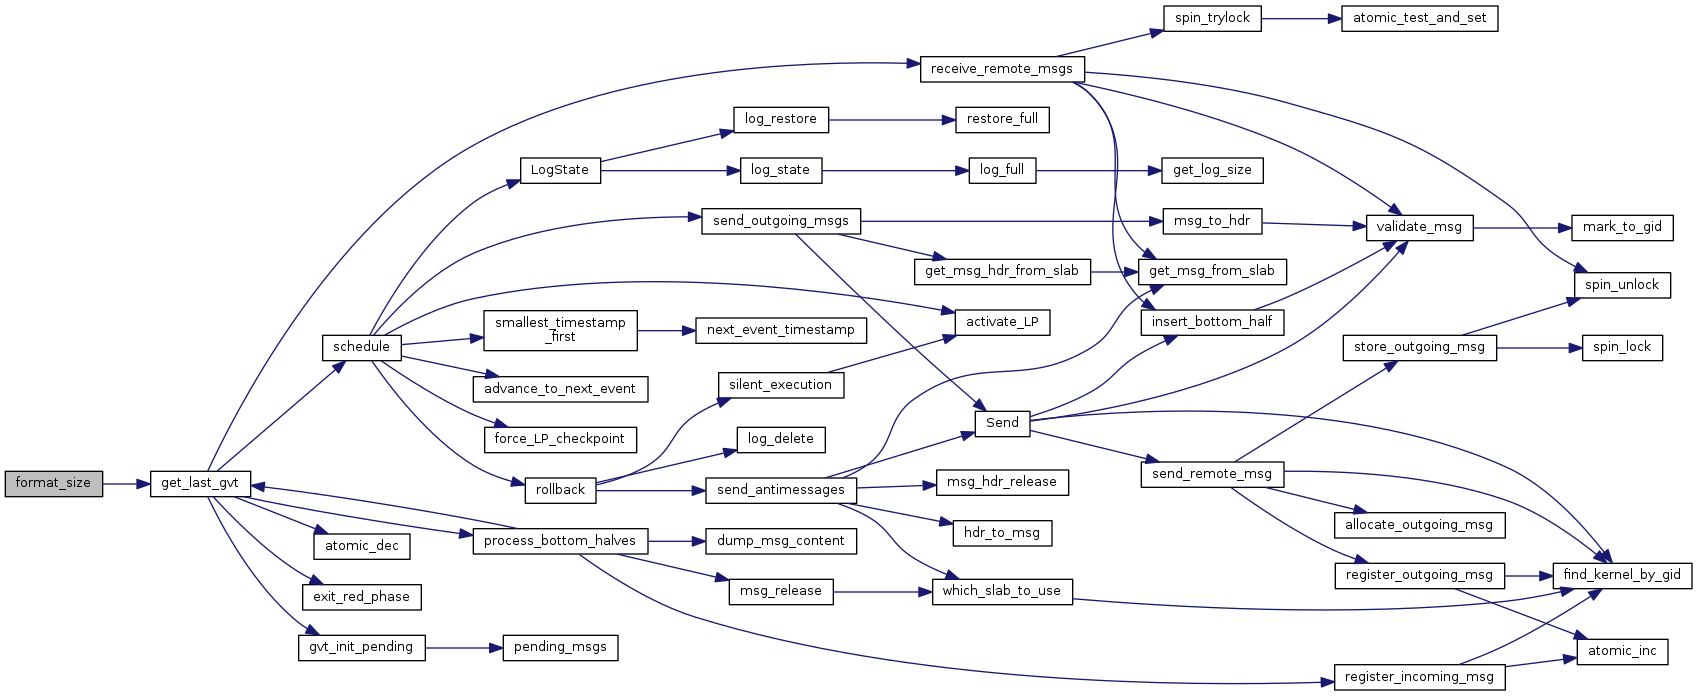 spin_trylock
atomic_test_and_set
receive_remote_msgs
log_restore
restore_full
LogState
log_state
log_full
get_log_size
send_outgoing_msgs
msg_to_hdr
validate_msg
mark_to_gid
get_msg_hdr_from_slab
get_msg_from_slab
spin_unlock
smallest_timestamp
_first
next_event_timestamp
activate_LP
insert_bottom_half
schedule
store_outgoing_msg
spin_lock
advance_to_next_event
silent_execution
Send
force_LP_checkpoint
log_delete
format_size
get_last_gvt
rollback
send_antimessages
msg_hdr_release
send_remote_msg
atomic_dec
process_bottom_halves
dump_msg_content
hdr_to_msg
allocate_outgoing_msg
exit_red_phase
msg_release
which_slab_to_use
register_outgoing_msg
find_kernel_by_gid
gvt_init_pending
pending_msgs
atomic_inc
register_incoming_msg